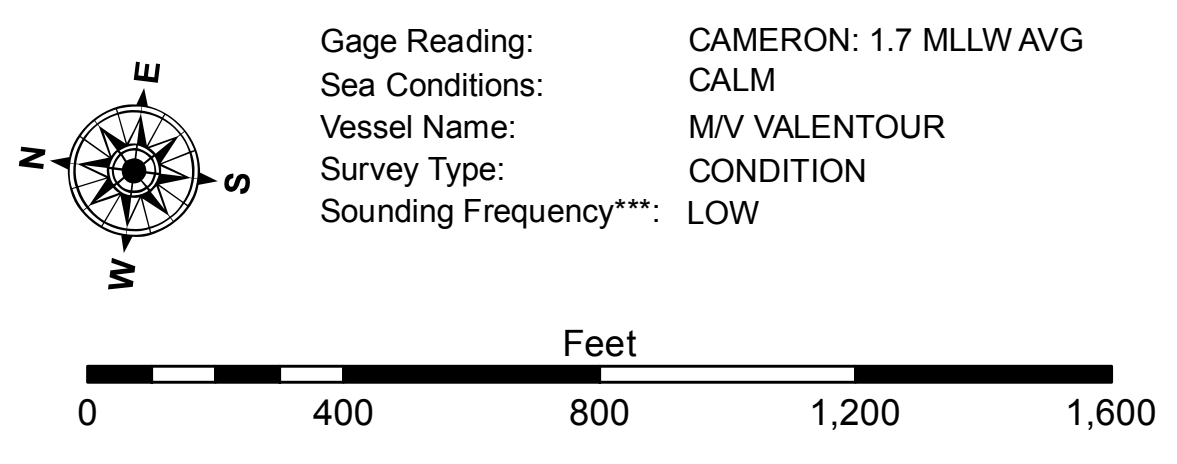 E
N
S
W
Gage Reading: CAMERON: 1.7 MLLW AVG
Sea Conditions: CALM
Vessel Name: M/V VALENTOUR
Survey Type: CONDITION
Sounding Frequency***: LOW
Feet
0 400 800 1,200 1,600